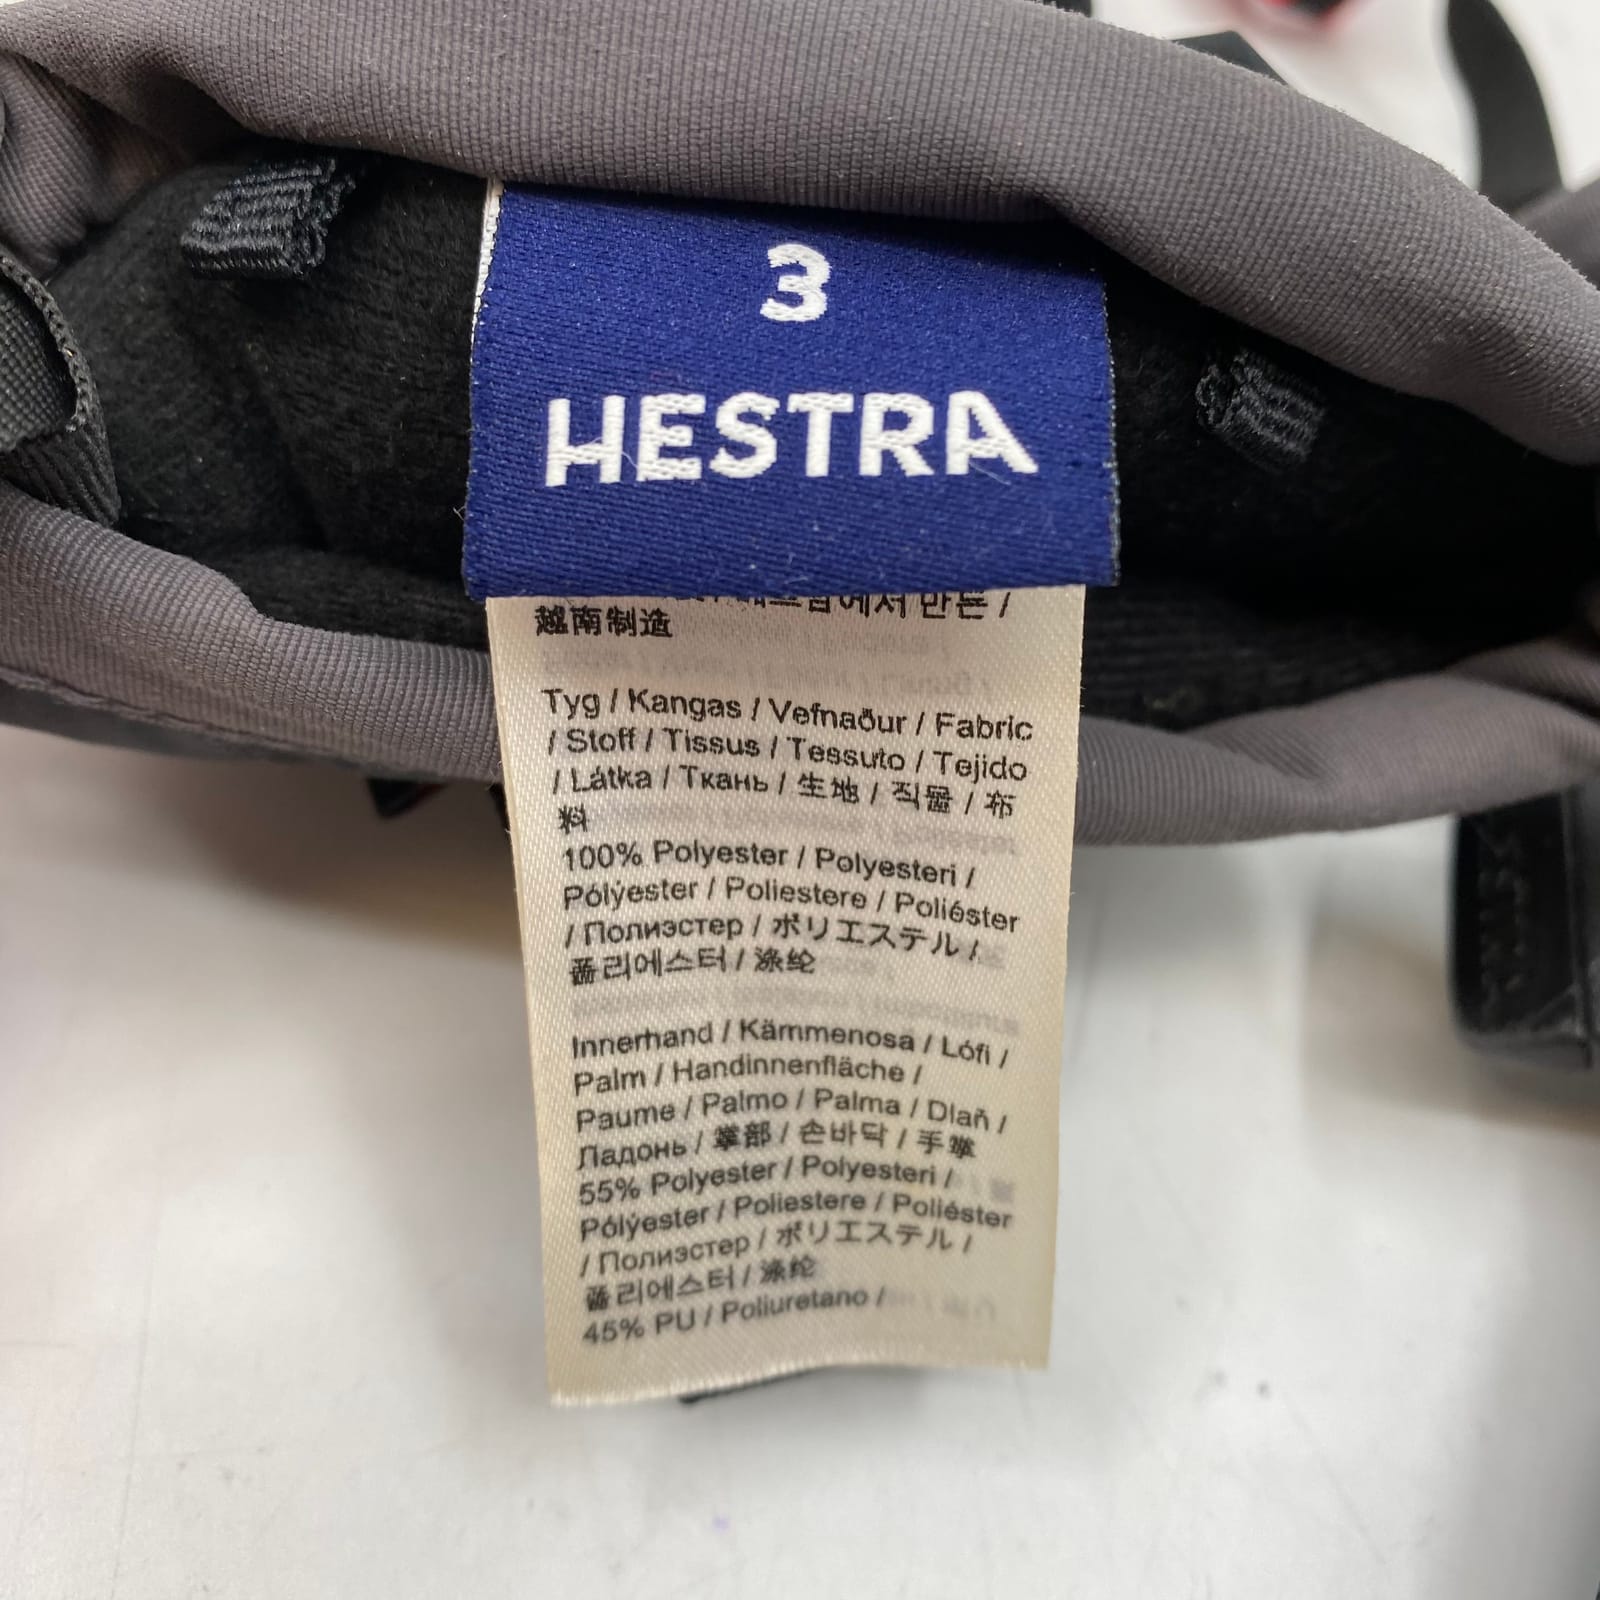 3
HESTRA
에서 만든 /
越南制造
Tyg / Kangas / Vefnaður / Fabric
/ Stoff / Tissus / Tessuto / Tejido
/ Látka / Ткань / 生地 / 직물 / 布
料
100% Polyester / Polyesteri /
Pólýester / Poliestere / Poliéster
/ Полиэстер / ポリエステル /
폴리에스터 / 涤纶
Innerhand / Kämmenosa / Lófi /
Palm / Handinnenfläche /
Paume / Palmo / Palma / Dlaň /
Ладонь / 掌部 / 손바닥 / 手掌
55% Polyester / Polyesteri /
Pólýester / Poliestere / Poliéster
/ Полиэстер / ポリエステル /
폴리에스터 / 涤纶
45% PU / Poliuretano /